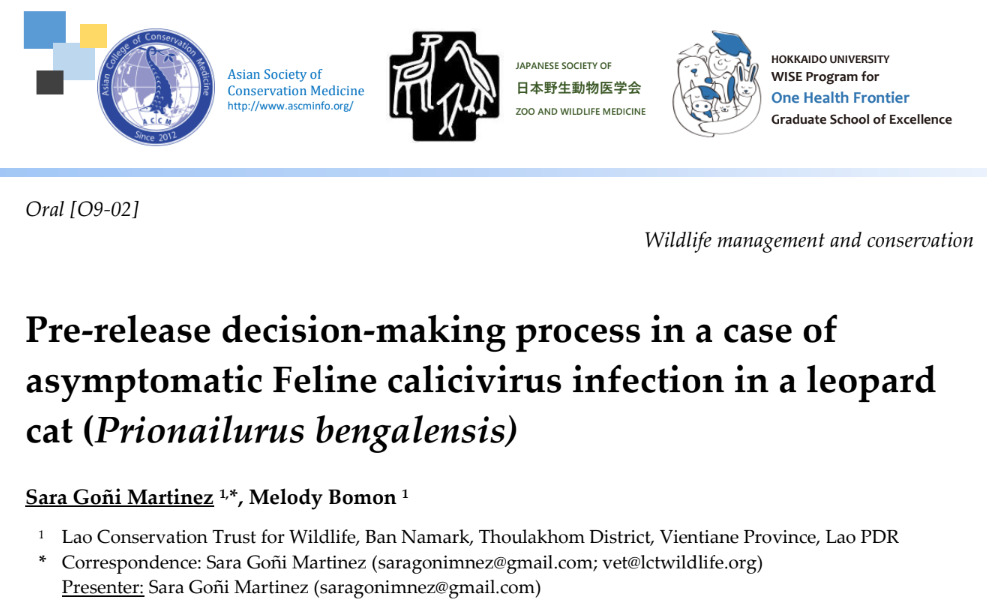 Asian College of Conservation Medicine
ACCM
Since 2012
Asian Society of
Conservation Medicine
http://www.ascminfo.org/
JAPANESE SOCIETY OF
日本野生動物医学会
ZOO AND WILDLIFE MEDICINE
HOKKAIDO UNIVERSITY
WISE Program for
One Health Frontier
Graduate School of Excellence
Oral [O9-02]
Wildlife management and conservation
Pre-release decision-making process in a case of
asymptomatic Feline calicivirus infection in a leopard
cat (Prionailurus bengalensis)
Sara Goñi Martinez 1,*, Melody Bomon 1
1 Lao Conservation Trust for Wildlife, Ban Namark, Thoulakhom District, Vientiane Province, Lao PDR
* Correspondence: Sara Goñi Martinez (saragonimnez@gmail.com; vet@lctwildlife.org)
Presenter: Sara Goñi Martinez (saragonimnez@gmail.com)